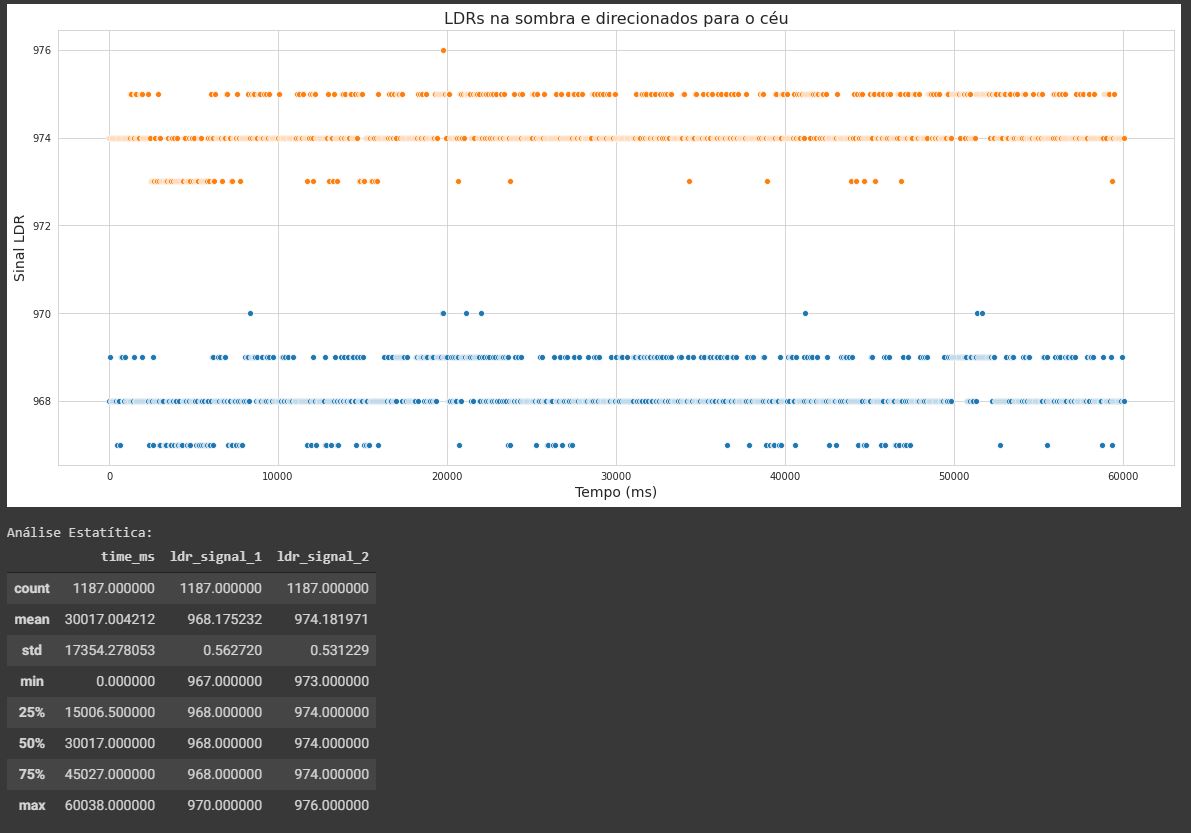 LDRs na sombra e direcionados para o céu
976
974
972
970
968
Sinal LDR
0 10000 20000 30000 40000 50000 60000
Tempo (ms)
Análise Estatítica:
time_ms ldr_signal_1 ldr_signal_2
count 1187.000000 1187.000000 1187.000000
mean 30017.004212 968.175232 974.181971
std 17354.278053 0.562720 0.531229
min 0.000000 967.000000 973.000000
25% 15006.500000 968.000000 974.000000
50% 30017.000000 968.000000 974.000000
75% 45027.000000 968.000000 974.000000
max 60038.000000 970.000000 976.000000